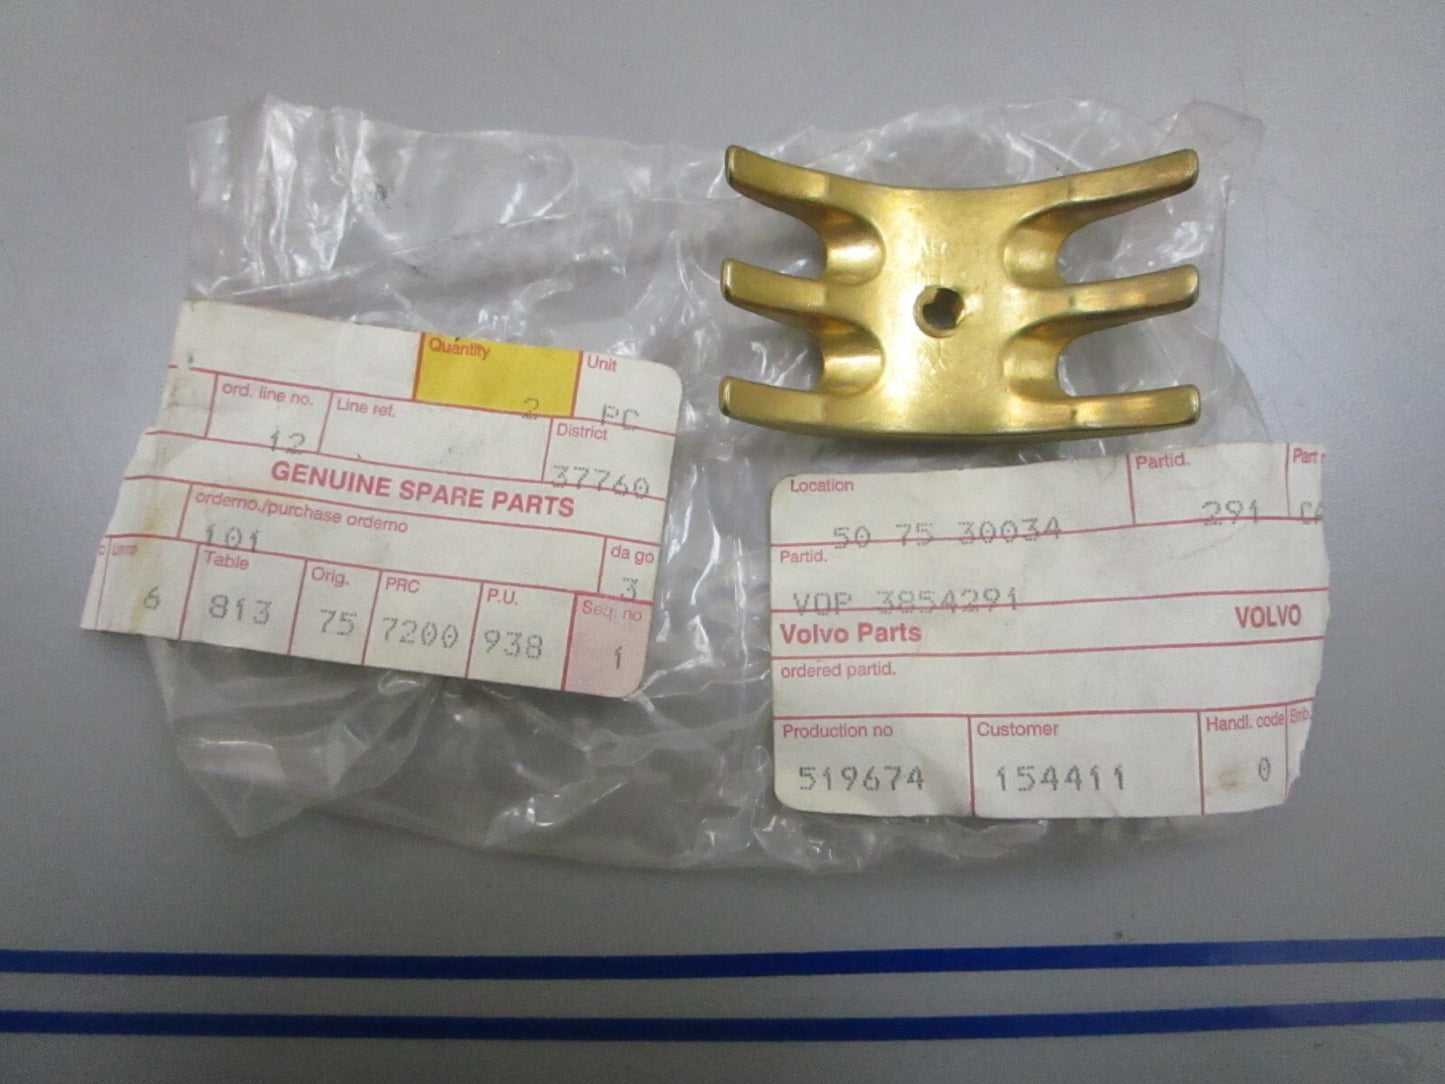 Quantity
2
Unit
PC
ord. line no.
12
Line ref.
District
37760
GENUINE SPARE PARTS
orderno./purchase orderno
101
da go
3
6
Table
813
Orig.
75
PRC
7200
P.U.
938
Seq. no
1
Location
50 75 30034
Partid.
291
Part
Partid.
VOP 3854291
Volvo Parts
VOLVO
ordered partid.
Production no
519674
Customer
154411
Handl. code
0
Emb.